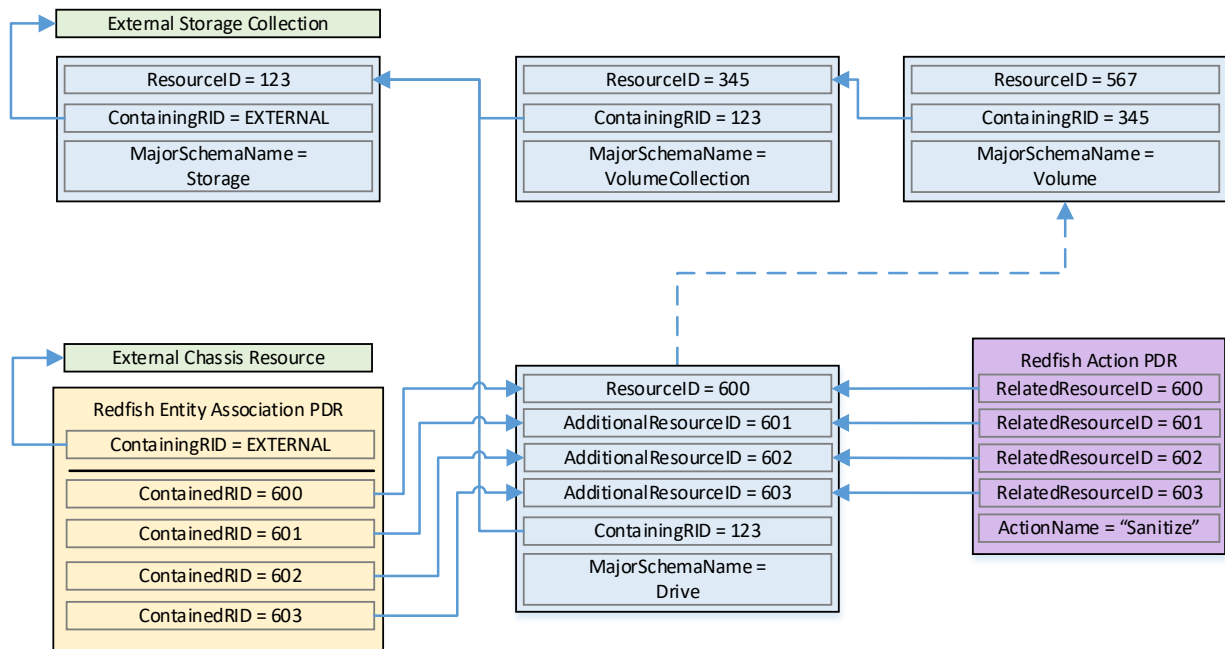 External Storage Collection
ResourceID = 123
ContainingRID = EXTERNAL
MajorSchemaName =
Storage
ResourceID = 345
ContainingRID = 123
MajorSchemaName =
VolumeCollection
ResourceID = 567
ContainingRID = 345
MajorSchemaName =
Volume
External Chassis Resource
Redfish Entity Association PDR
ContainingRID = EXTERNAL
ContainedRID = 600
ContainedRID = 601
ContainedRID = 602
ContainedRID = 603
ResourceID = 600
AdditionalResourceID = 601
AdditionalResourceID = 602
AdditionalResourceID = 603
ContainingRID = 123
MajorSchemaName =
Drive
Redfish Action PDR
RelatedResourceID = 600
RelatedResourceID = 601
RelatedResourceID = 602
RelatedResourceID = 603
ActionName = “Sanitize”